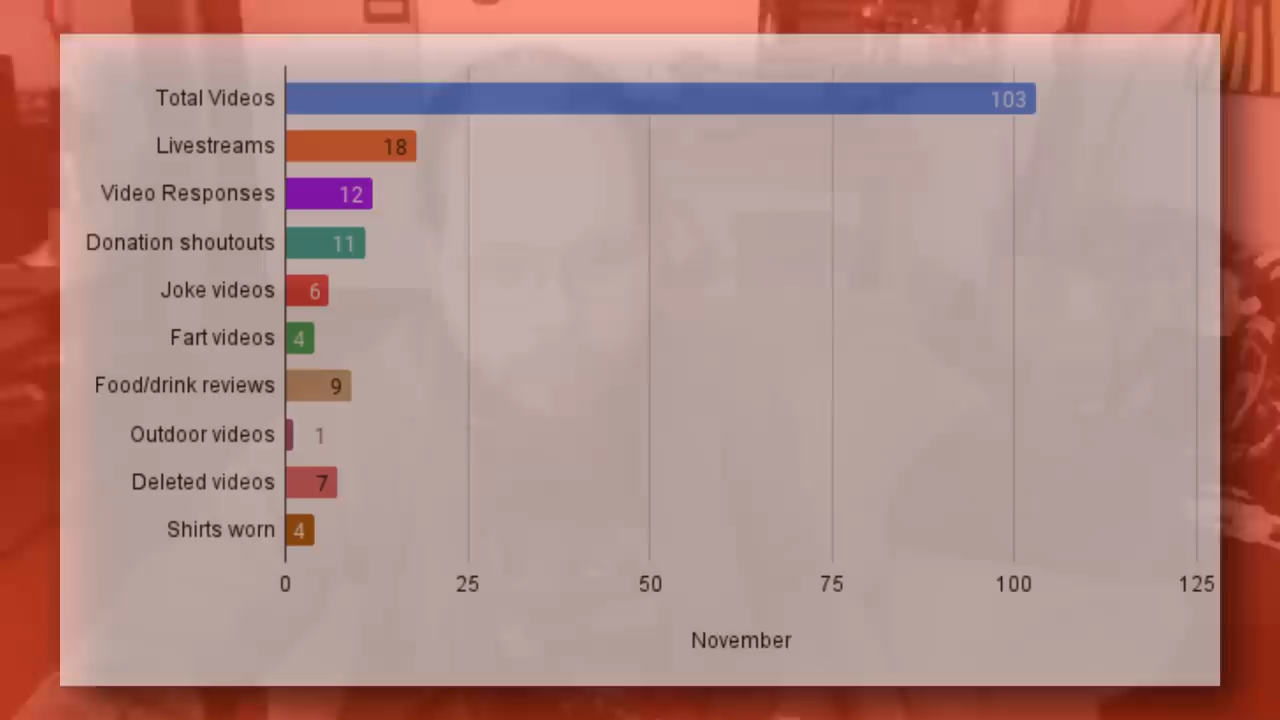 Total Videos 103
Livestreams 18
Video Responses 12
Donation shoutouts 11
Joke videos 6
Fart videos 4
Food/drink reviews 9
Outdoor videos 1
Deleted videos 7
Shirts worn 4
0 25 50 75 100 125
November